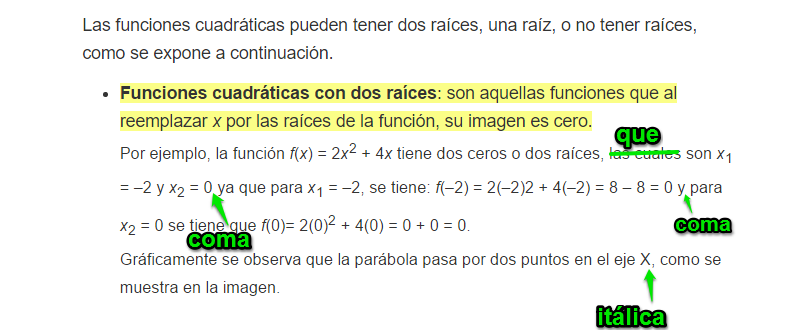 Las funciones cuadráticas pueden tener dos raíces, una raíz, o no tener raíces,
como se expone a continuación.
• Funciones cuadráticas con dos raíces: son aquellas funciones que al
reemplazar x por las raíces de la función, su imagen es cero.
que
Por ejemplo, la función f(x) = 2x² + 4x tiene dos ceros o dos raíces, las cuales son x₁
= –2 y x₂ = 0 ya que para x₁ = –2, se tiene: f(–2) = 2(–2)2 + 4(–2) = 8 – 8 = 0 y para
x₂ = 0 se tiene que f(0)= 2(0)² + 4(0) = 0 + 0 = 0.
coma
coma
Gráficamente se observa que la parábola pasa por dos puntos en el eje X, como se
muestra en la imagen.
itálica